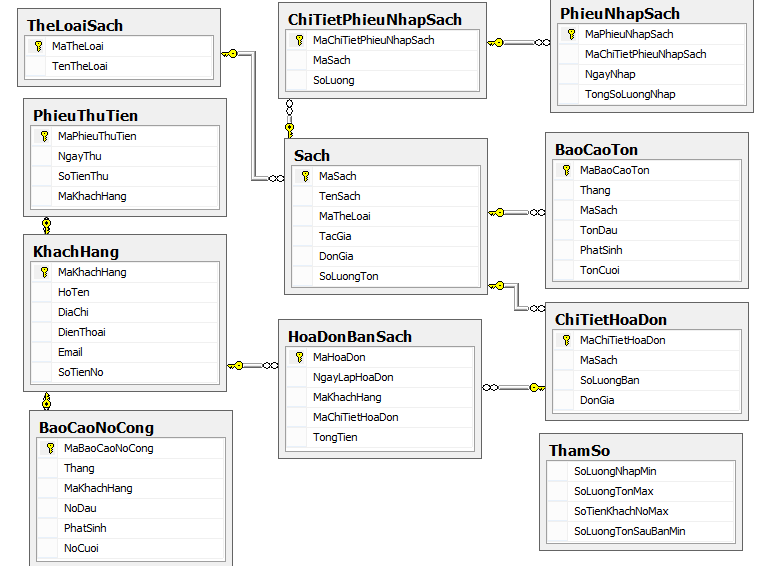 TheLoaiSach
MaTheLoai
TenTheLoai
ChiTietPhieuNhapSach
MaChiTietPhieuNhapSach
MaSach
SoLuong
PhieuNhapSach
MaPhieuNhapSach
MaChiTietPhieuNhapSach
NgayNhap
TongSoLuongNhap
PhieuThuTien
MaPhieuThuTien
NgayThu
SoTienThu
MaKhachHang
Sach
MaSach
TenSach
MaTheLoai
TacGia
DonGia
SoLuongTon
BaoCaoTon
MaBaoCaoTon
Thang
MaSach
TonDau
PhatSinh
TonCuoi
KhachHang
MaKhachHang
HoTen
DiaChi
DienThoai
Email
SoTienNo
HoaDonBanSach
MaHoaDon
NgayLapHoaDon
MaKhachHang
MaChiTietHoaDon
TongTien
ChiTietHoaDon
MaChiTietHoaDon
MaSach
SoLuongBan
DonGia
BaoCaoNoCong
MaBaoCaoNoCong
Thang
MaKhachHang
NoDau
PhatSinh
NoCuoi
ThamSo
SoLuongNhapMin
SoLuongTonMax
SoTienKhachNoMax
SoLuongTonSauBanMin